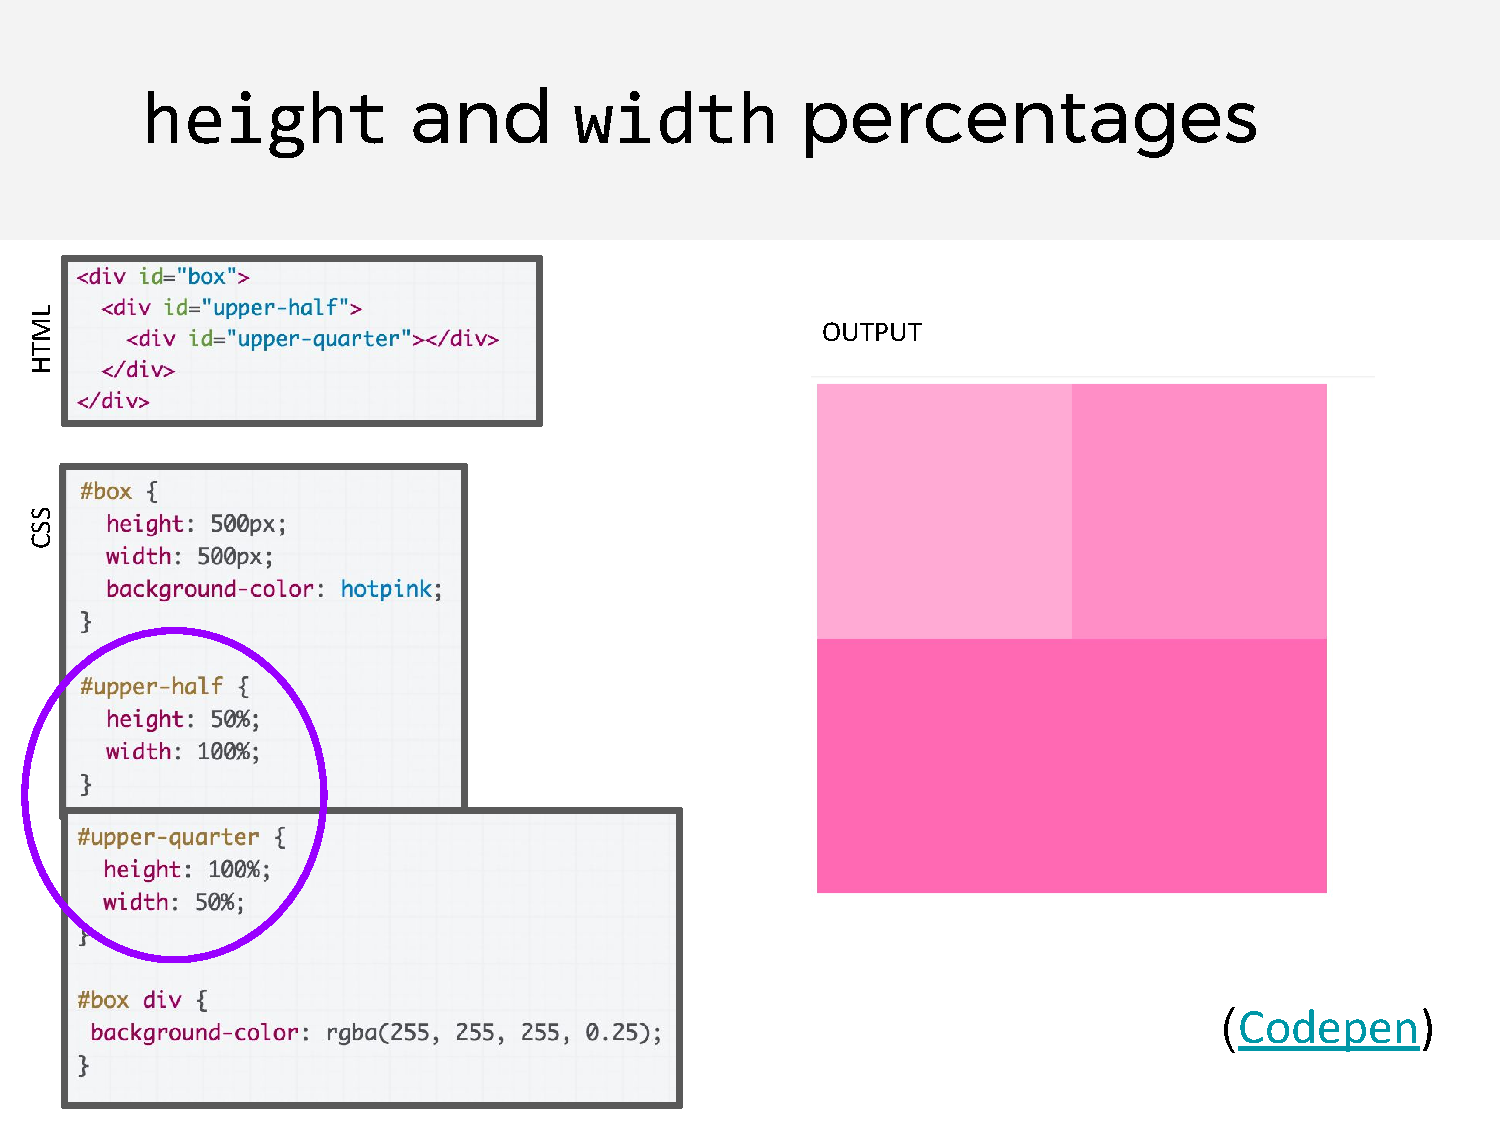 height and width percentages
HTML
<div id="box">
  <div id="upper-half">
    <div id="upper-quarter"></div>
  </div>
</div>
OUTPUT
CSS
#box {
  height: 500px;
  width: 500px;
  background-color: hotpink;
}
#upper-half {
  height: 50%;
  width: 100%;
}
#upper-quarter {
  height: 100%;
  width: 50%;
}
#box div {
 background-color: rgba(255, 255, 255, 0.25);
}
(Codepen)